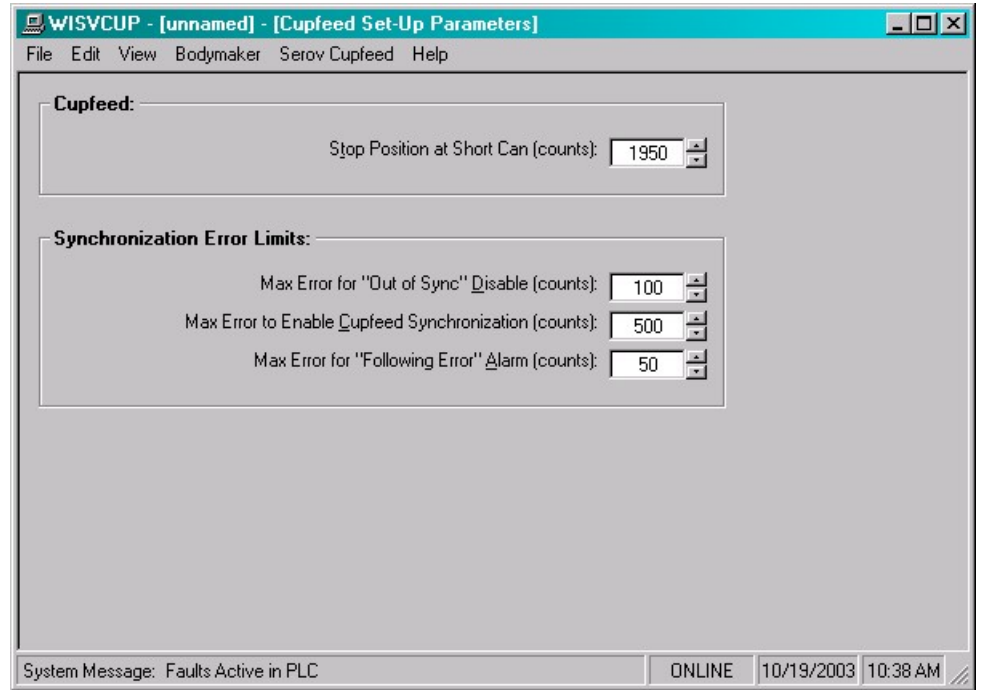 WISVCUP - [unnamed] - [Cupfeed Set-Up Parameters]
File Edit View Bodymaker Serov Cupfeed Help
Cupfeed:
Stop Position at Short Can (counts): 1950
Synchronization Error Limits:
Max Error for "Out of Sync" Disable (counts): 100
Max Error to Enable Cupfeed Synchronization (counts): 500
Max Error for "Following Error" Alarm (counts): 50
System Message: Faults Active in PLC ONLINE 10/19/2003 10:38 AM